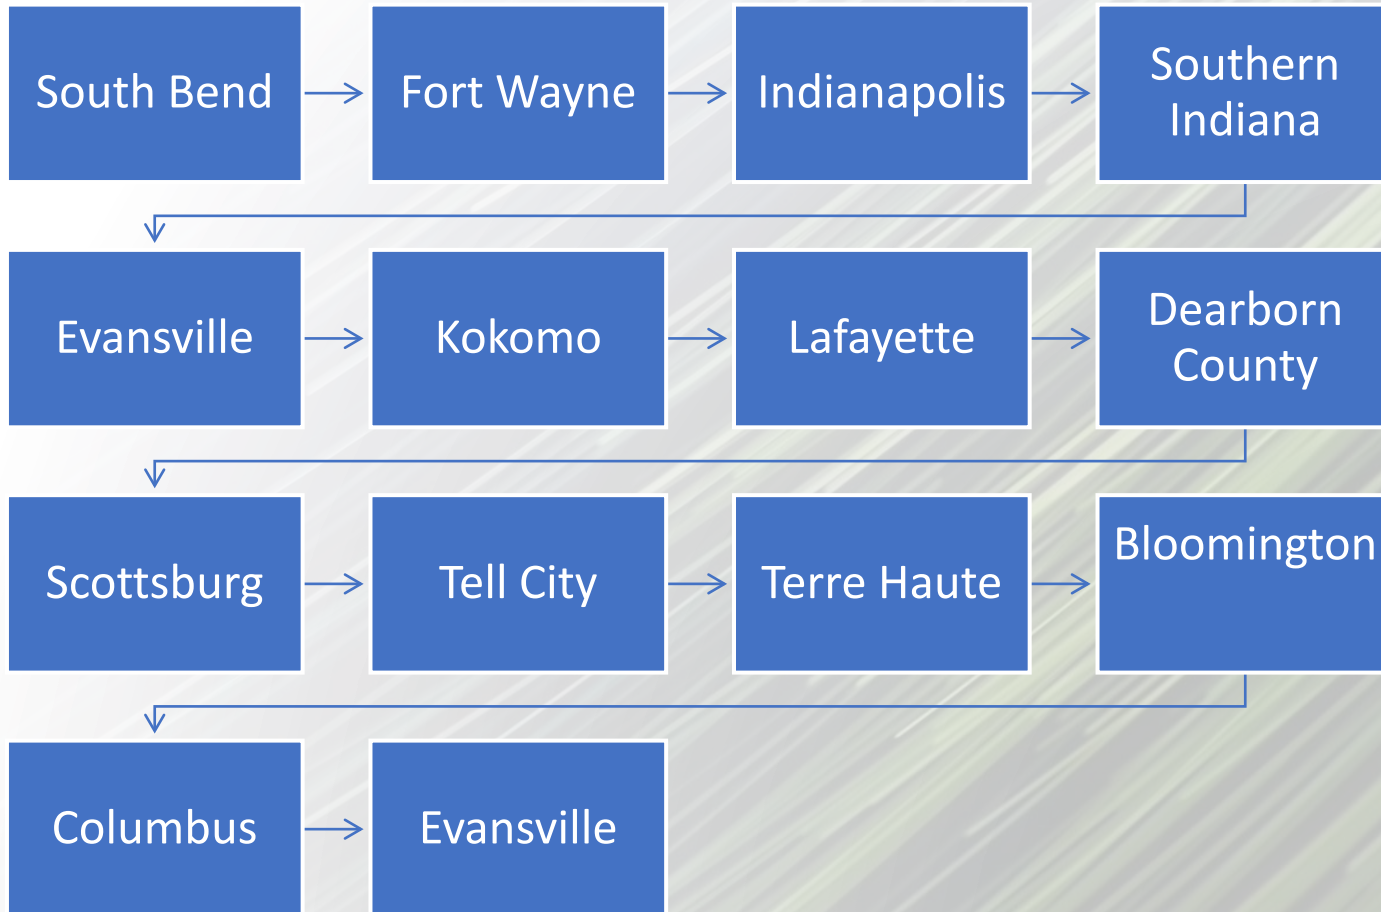 South Bend
Fort Wayne
Indianapolis
Southern
Indiana
Evansville
Kokomo
Lafayette
Dearborn
County
Scottsburg
Tell City
Terre Haute
Bloomington
Columbus
Evansville